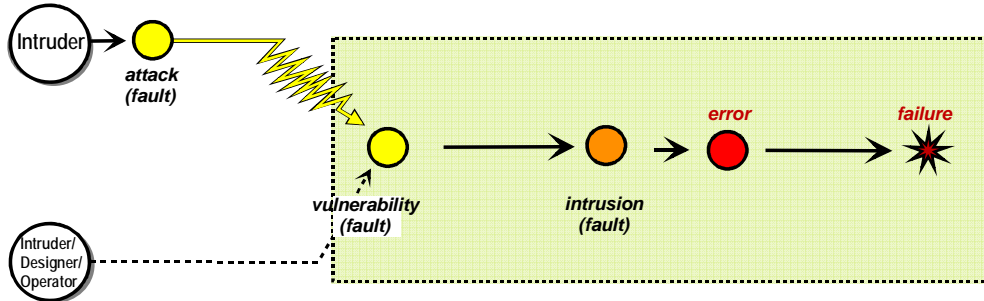 Intruder
attack
(fault)
error
failure
vulnerability
(fault)
intrusion
(fault)
Intruder/
Designer/
Operator